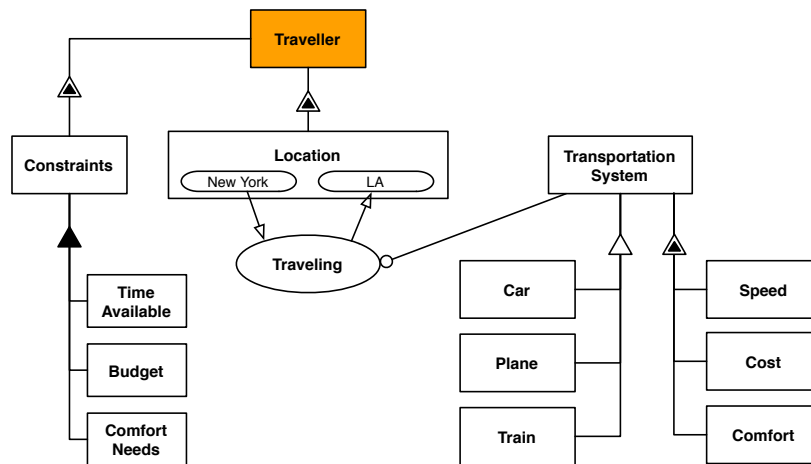 Traveller
Constraints
Location
New York
LA
Transportation
System
Traveling
Time
Available
Budget
Comfort
Needs
Car
Plane
Train
Speed
Cost
Comfort